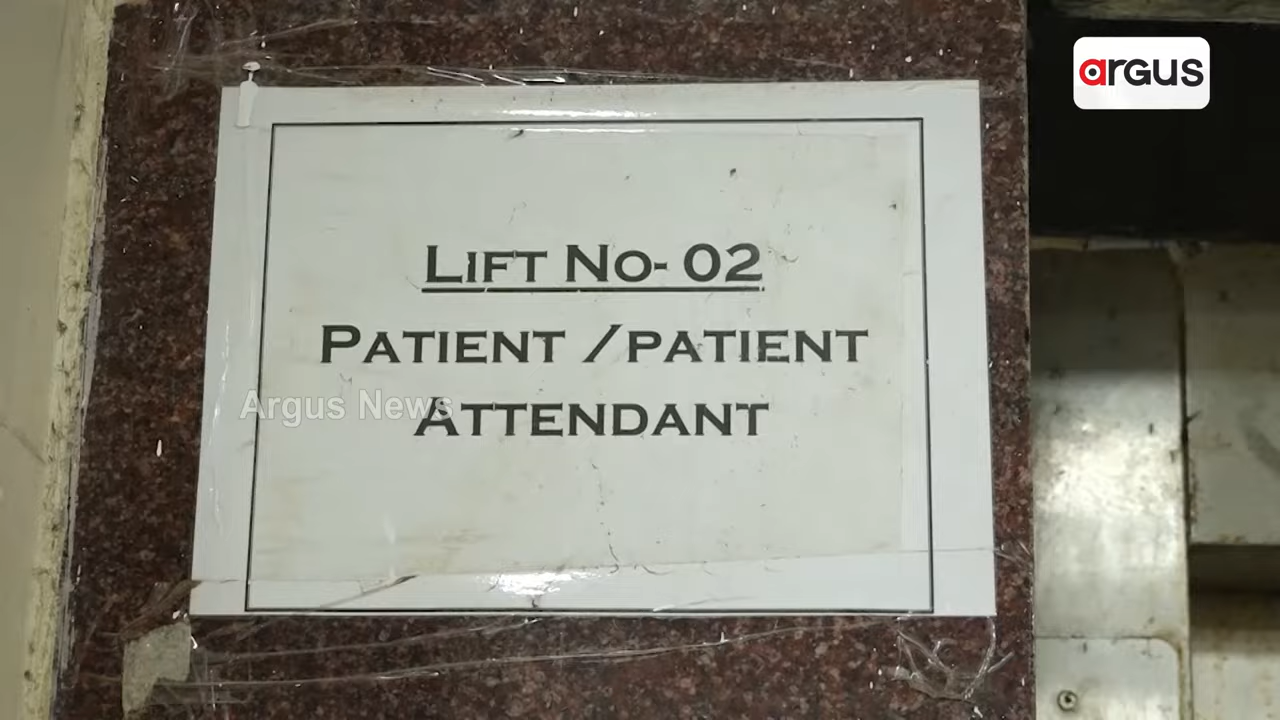 argus
Lift No- 02
Patient /patient
Attendant
Argus News